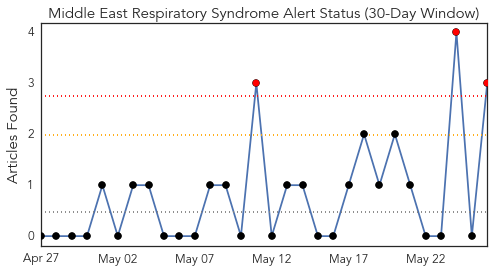 Middle East Respiratory Syndrome Alert Status (30-Day Window)
Articles Found
4
3
2
1
0
Apr 27 May 02 May 07 May 12 May 17 May 22